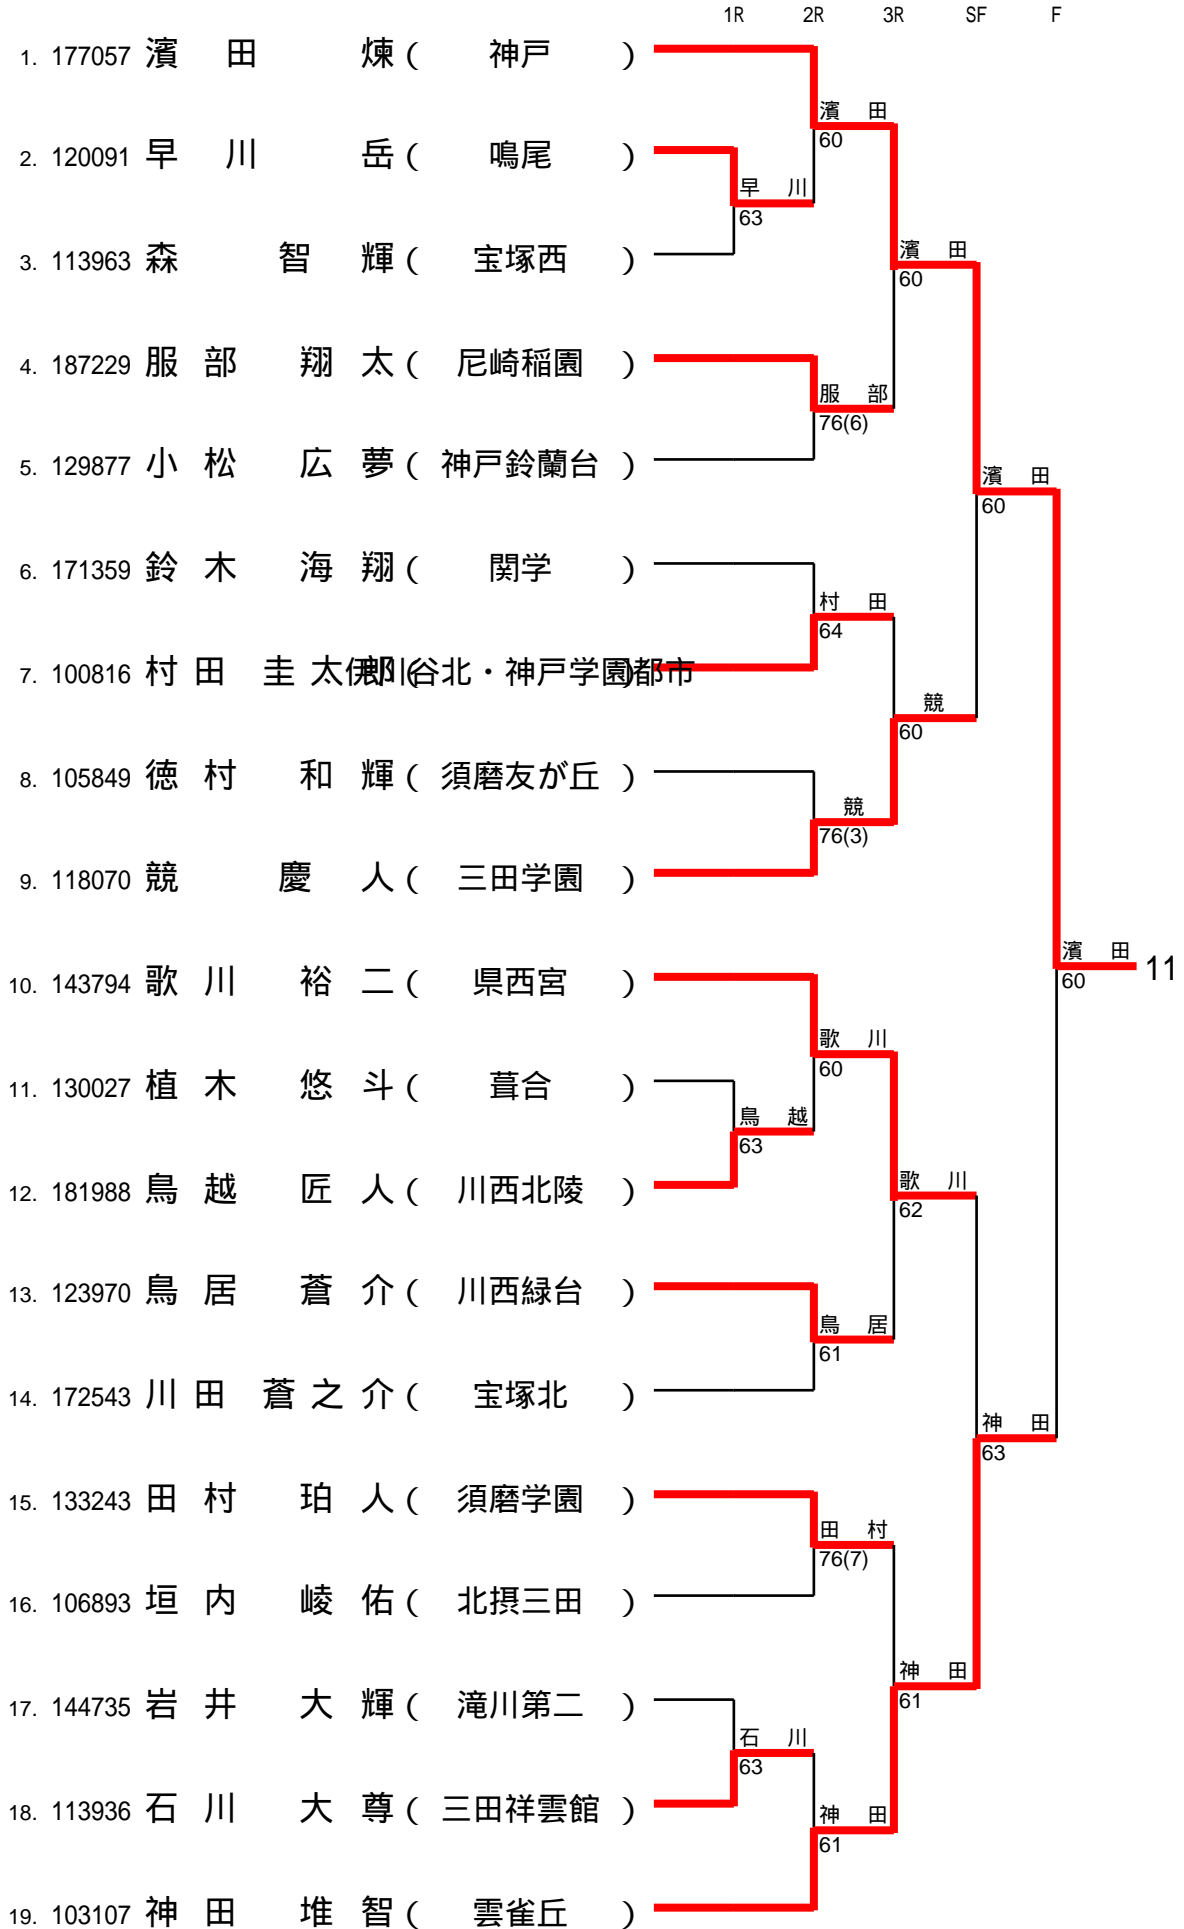 1R 2R 3R SF F
1. 177057 濱田 煉 ( 神戸 )
濱田
60
2. 120091 早川 岳 ( 鳴尾 )
早川
63
3. 113963 森 智輝 ( 宝塚西 )
濱田
60
4. 187229 服部 翔太 ( 尼崎稲園 )
服部
76(6)
5. 129877 小松 広夢 ( 神戸鈴蘭台 )
濱田
60
6. 171359 鈴木 海翔 ( 関学 )
村田
64
7. 100816 村田 圭太郎 ( 伊川谷北・神戸学園都市 )
競
60
8. 105849 徳村 和輝 ( 須磨友が丘 )
競
76(3)
9. 118070 競 慶人 ( 三田学園 )
濱田
60
11
10. 143794 歌川 裕二 ( 県西宮 )
歌川
60
11. 130027 植木 悠斗 ( 葺合 )
鳥越
63
12. 181988 鳥越 匠人 ( 川西北陵 )
歌川
62
13. 123970 鳥居 蒼介 ( 川西緑台 )
鳥居
61
14. 172543 川田 蒼之介 ( 宝塚北 )
神田
63
15. 133243 田村 珀人 ( 須磨学園 )
田村
76(7)
16. 106893 垣内 崚佑 ( 北摂三田 )
神田
61
17. 144735 岩井 大輝 ( 滝川第二 )
石川
63
18. 113936 石川 大尊 ( 三田祥雲館 )
神田
61
19. 103107 神田 堆智 ( 雲雀丘 )